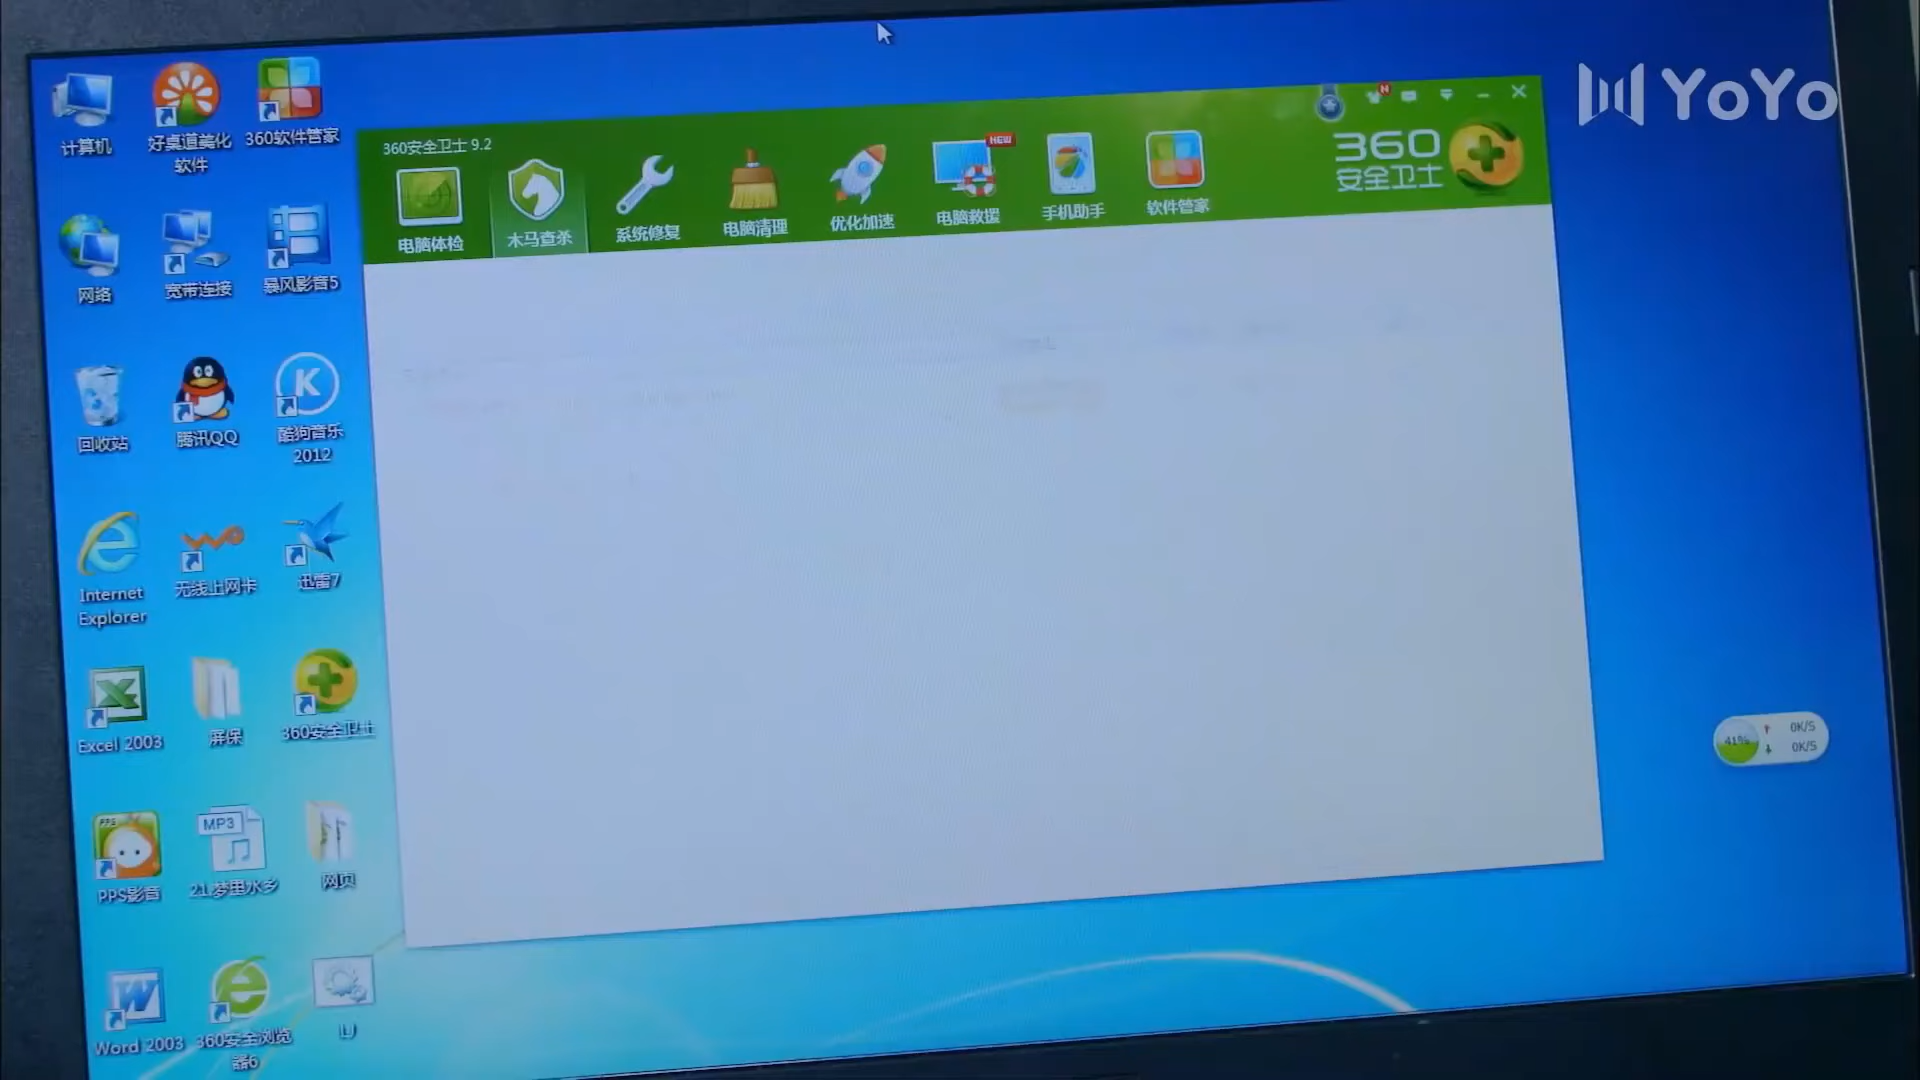 YoYo
计算机
好桌道美化
软件
360软件管家
网络
宽带连接
暴风影音5
回收站
腾讯QQ
K
酷狗音乐
2012
Internet
Explorer
无线上网卡
迅雷7
Excel 2003
屏保
360安全卫士
PPS
PPS影音
MP3
21.梦里水乡
网页
W
Word 2003
360安全浏览
器6
LJ
360安全卫士 9.2
电脑体检
木马查杀
系统修复
电脑清理
优化加速
NEW
电脑救援
手机助手
软件管家
N
360
安全卫士
41%
0K/S
0K/S